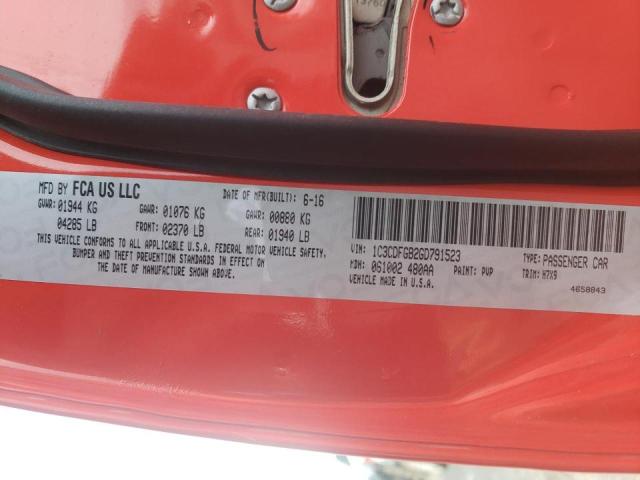 MFD BY FCA US LLC DATE OF MFR(BUILT): 6-16
GVWR: 01944 KG GAWR: 01076 KG GAWR: 00880 KG
04285 LB FRONT: 02370 LB REAR: 01940 LB
THIS VEHICLE CONFORMS TO ALL APPLICABLE U.S.A. FEDERAL MOTOR VEHICLE SAFETY,
BUMPER AND THEFT PREVENTION STANDARDS IN EFFECT ON
THE DATE OF MANUFACTURE SHOWN ABOVE.
VIN: 1C3CDFGB2GD791523 TYPE: PASSENGER CAR
MDH: 061002 480AA PAINT: PVP TRIM: H7X9
VEHICLE MADE IN U.S.A. 4658843